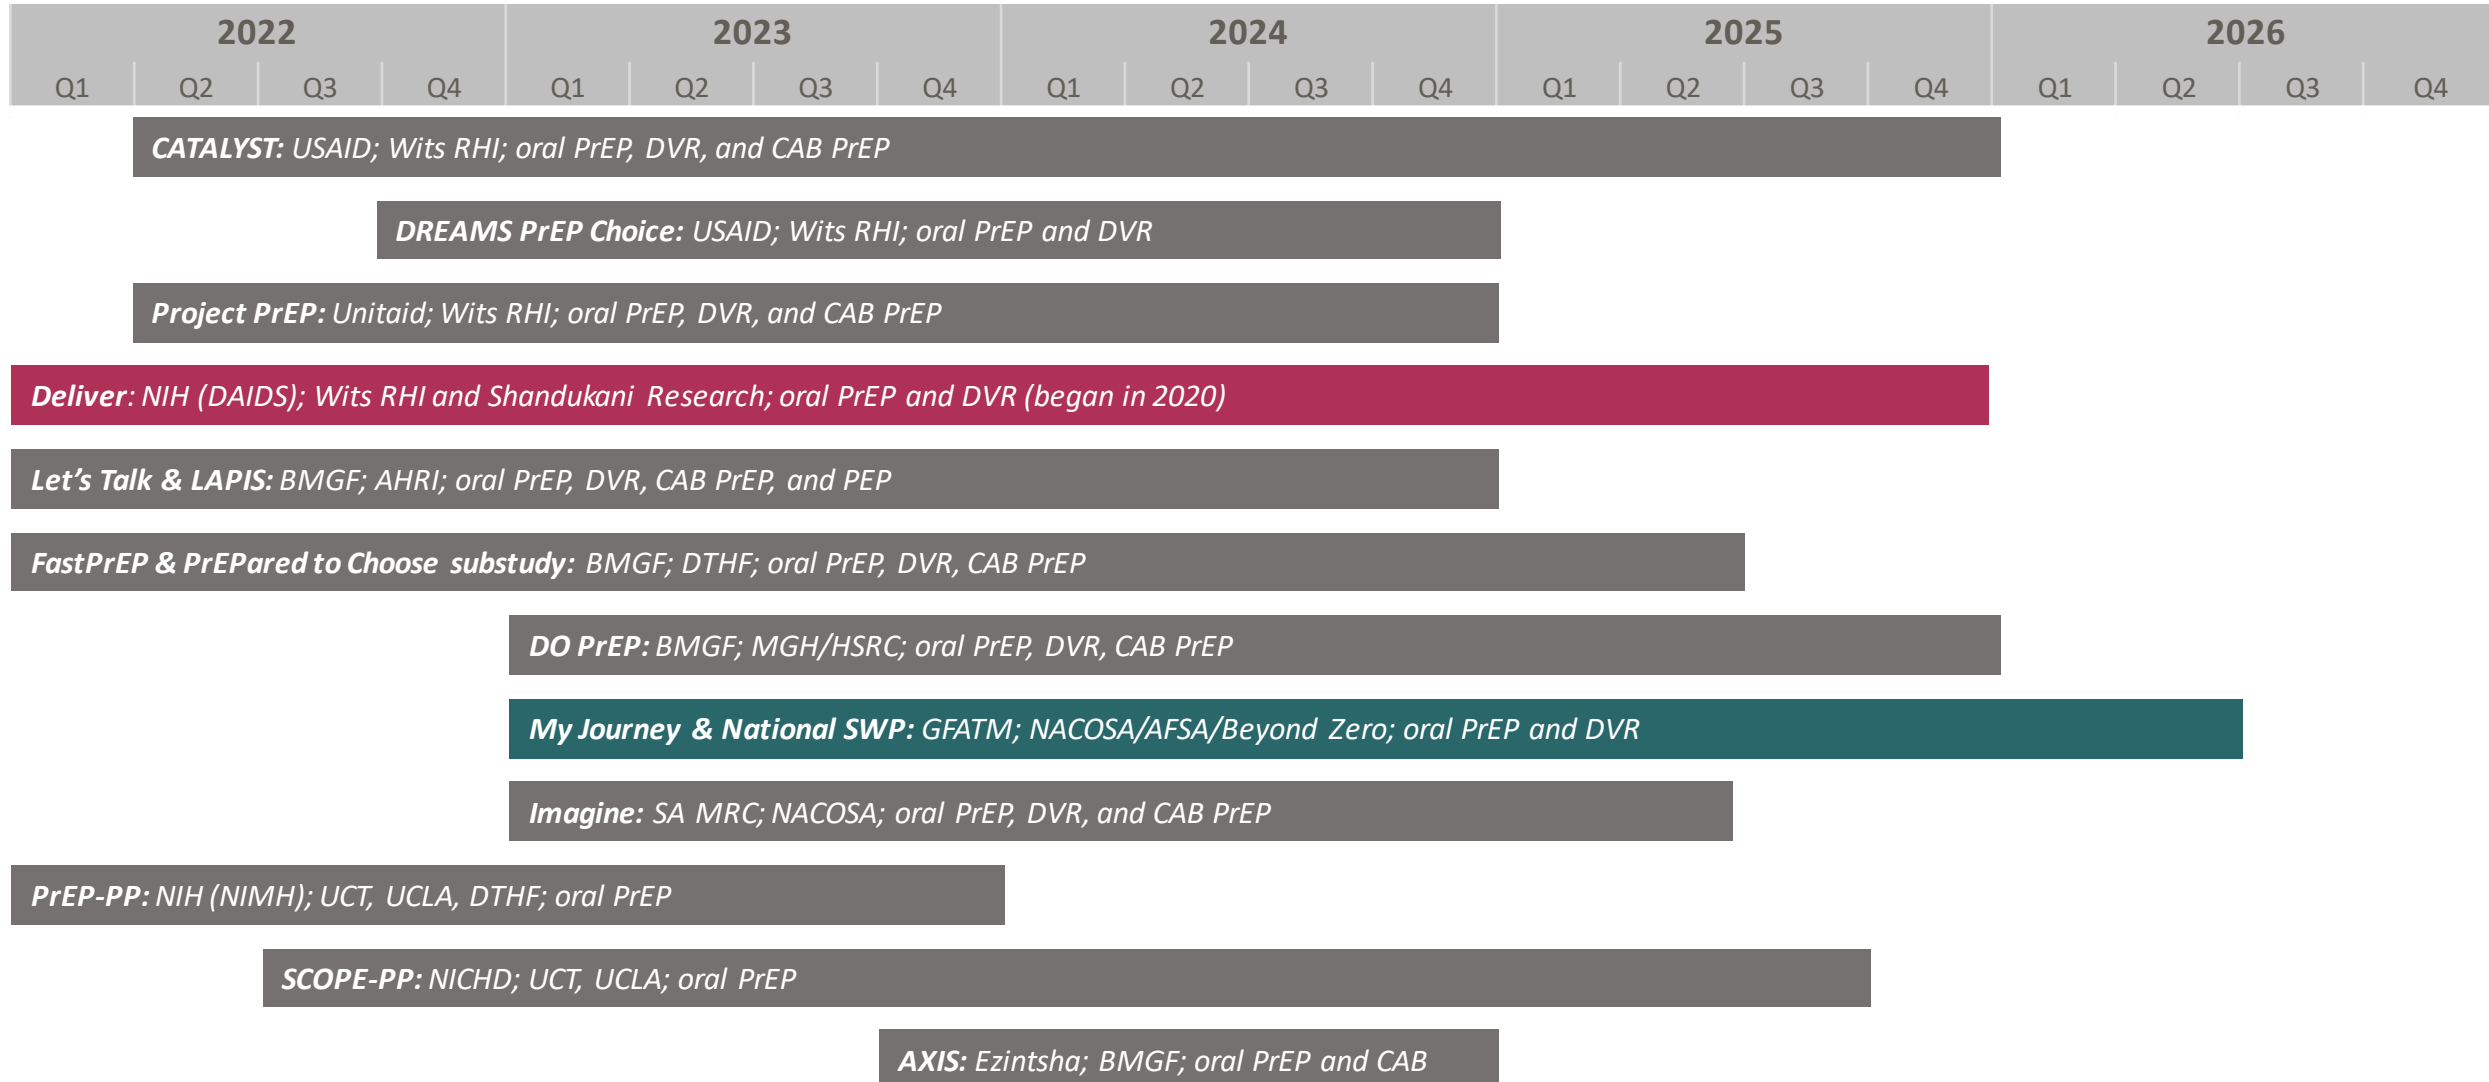 2022 2023 2024 2025 2026
Q1 Q2 Q3 Q4 Q1 Q2 Q3 Q4 Q1 Q2 Q3 Q4 Q1 Q2 Q3 Q4 Q1 Q2 Q3 Q4
CATALYST: USAID; Wits RHI; oral PrEP, DVR, and CAB PrEP
DREAMS PrEP Choice: USAID; Wits RHI; oral PrEP and DVR
Project PrEP: Unitaid; Wits RHI; oral PrEP, DVR, and CAB PrEP
Deliver: NIH (DAIDS); Wits RHI and Shandukani Research; oral PrEP and DVR (began in 2020)
Let’s Talk & LAPIS: BMGF; AHRI; oral PrEP, DVR, CAB PrEP, and PEP
FastPrEP & PrEPared to Choose substudy: BMGF; DTHF; oral PrEP, DVR, CAB PrEP
DO PrEP: BMGF; MGH/HSRC; oral PrEP, DVR, CAB PrEP
My Journey & National SWP: GFATM; NACOSA/AFSA/Beyond Zero; oral PrEP and DVR
Imagine: SA MRC; NACOSA; oral PrEP, DVR, and CAB PrEP
PrEP-PP: NIH (NIMH); UCT, UCLA, DTHF; oral PrEP
SCOPE-PP: NICHD; UCT, UCLA; oral PrEP
AXIS: Ezintsha; BMGF; oral PrEP and CAB